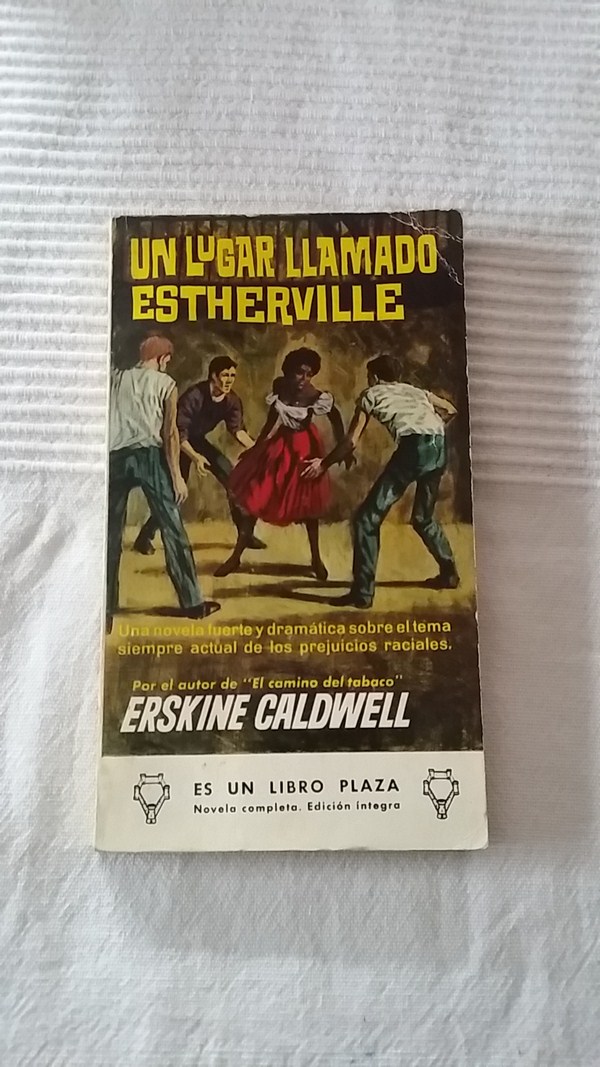 UN LUGAR LLAMADO
ESTHERVILLE
Una novela fuerte y dramática sobre el tema
siempre actual de los prejuicios raciales.
Por el autor de "El camino del tabaco"
ERSKINE CALDWELL
ES UN LIBRO PLAZA
Novela completa. Edición íntegra